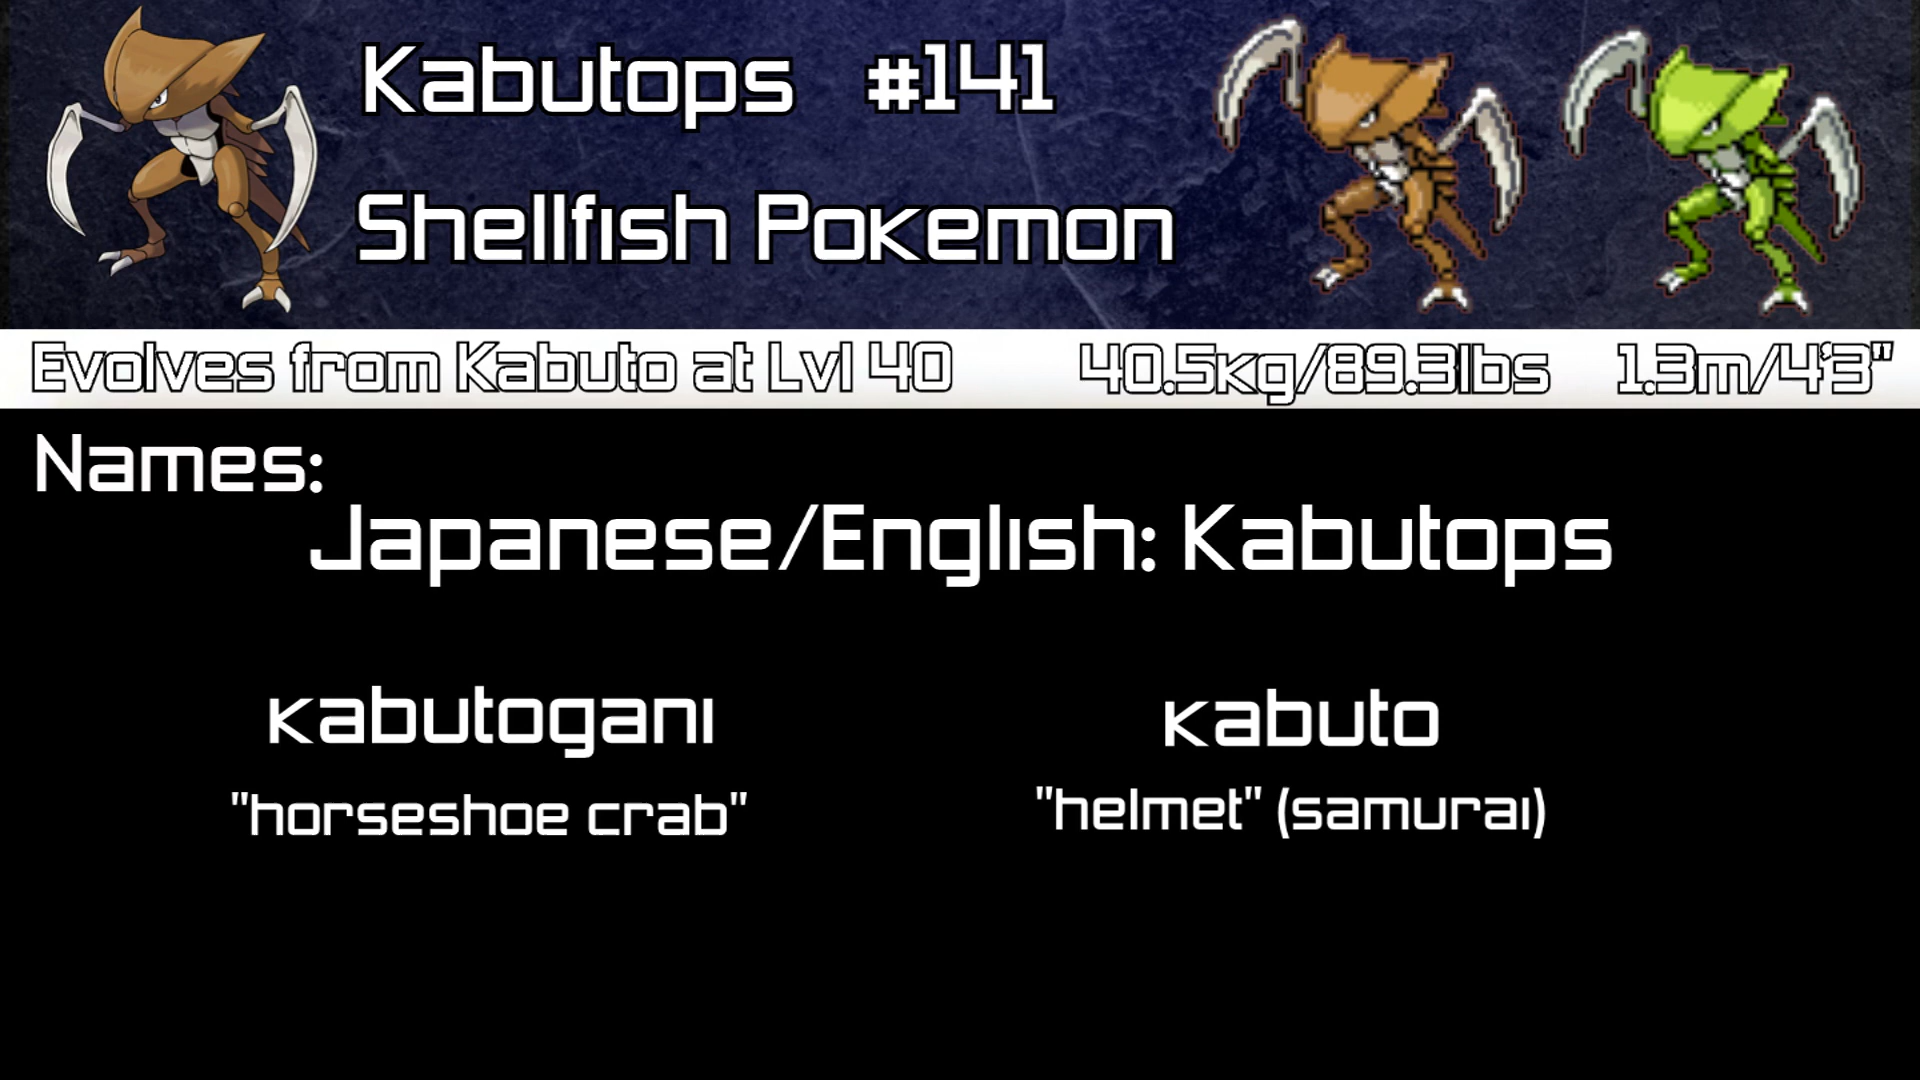 Kabutops #141
Shellfish Pokemon
Evolves from Kabuto at Lvl 40 40.5kg/89.3lbs 1.3m/4'3"
Names:
Japanese/English: Kabutops
kabutogani kabuto
"horseshoe crab" "helmet" (samurai)